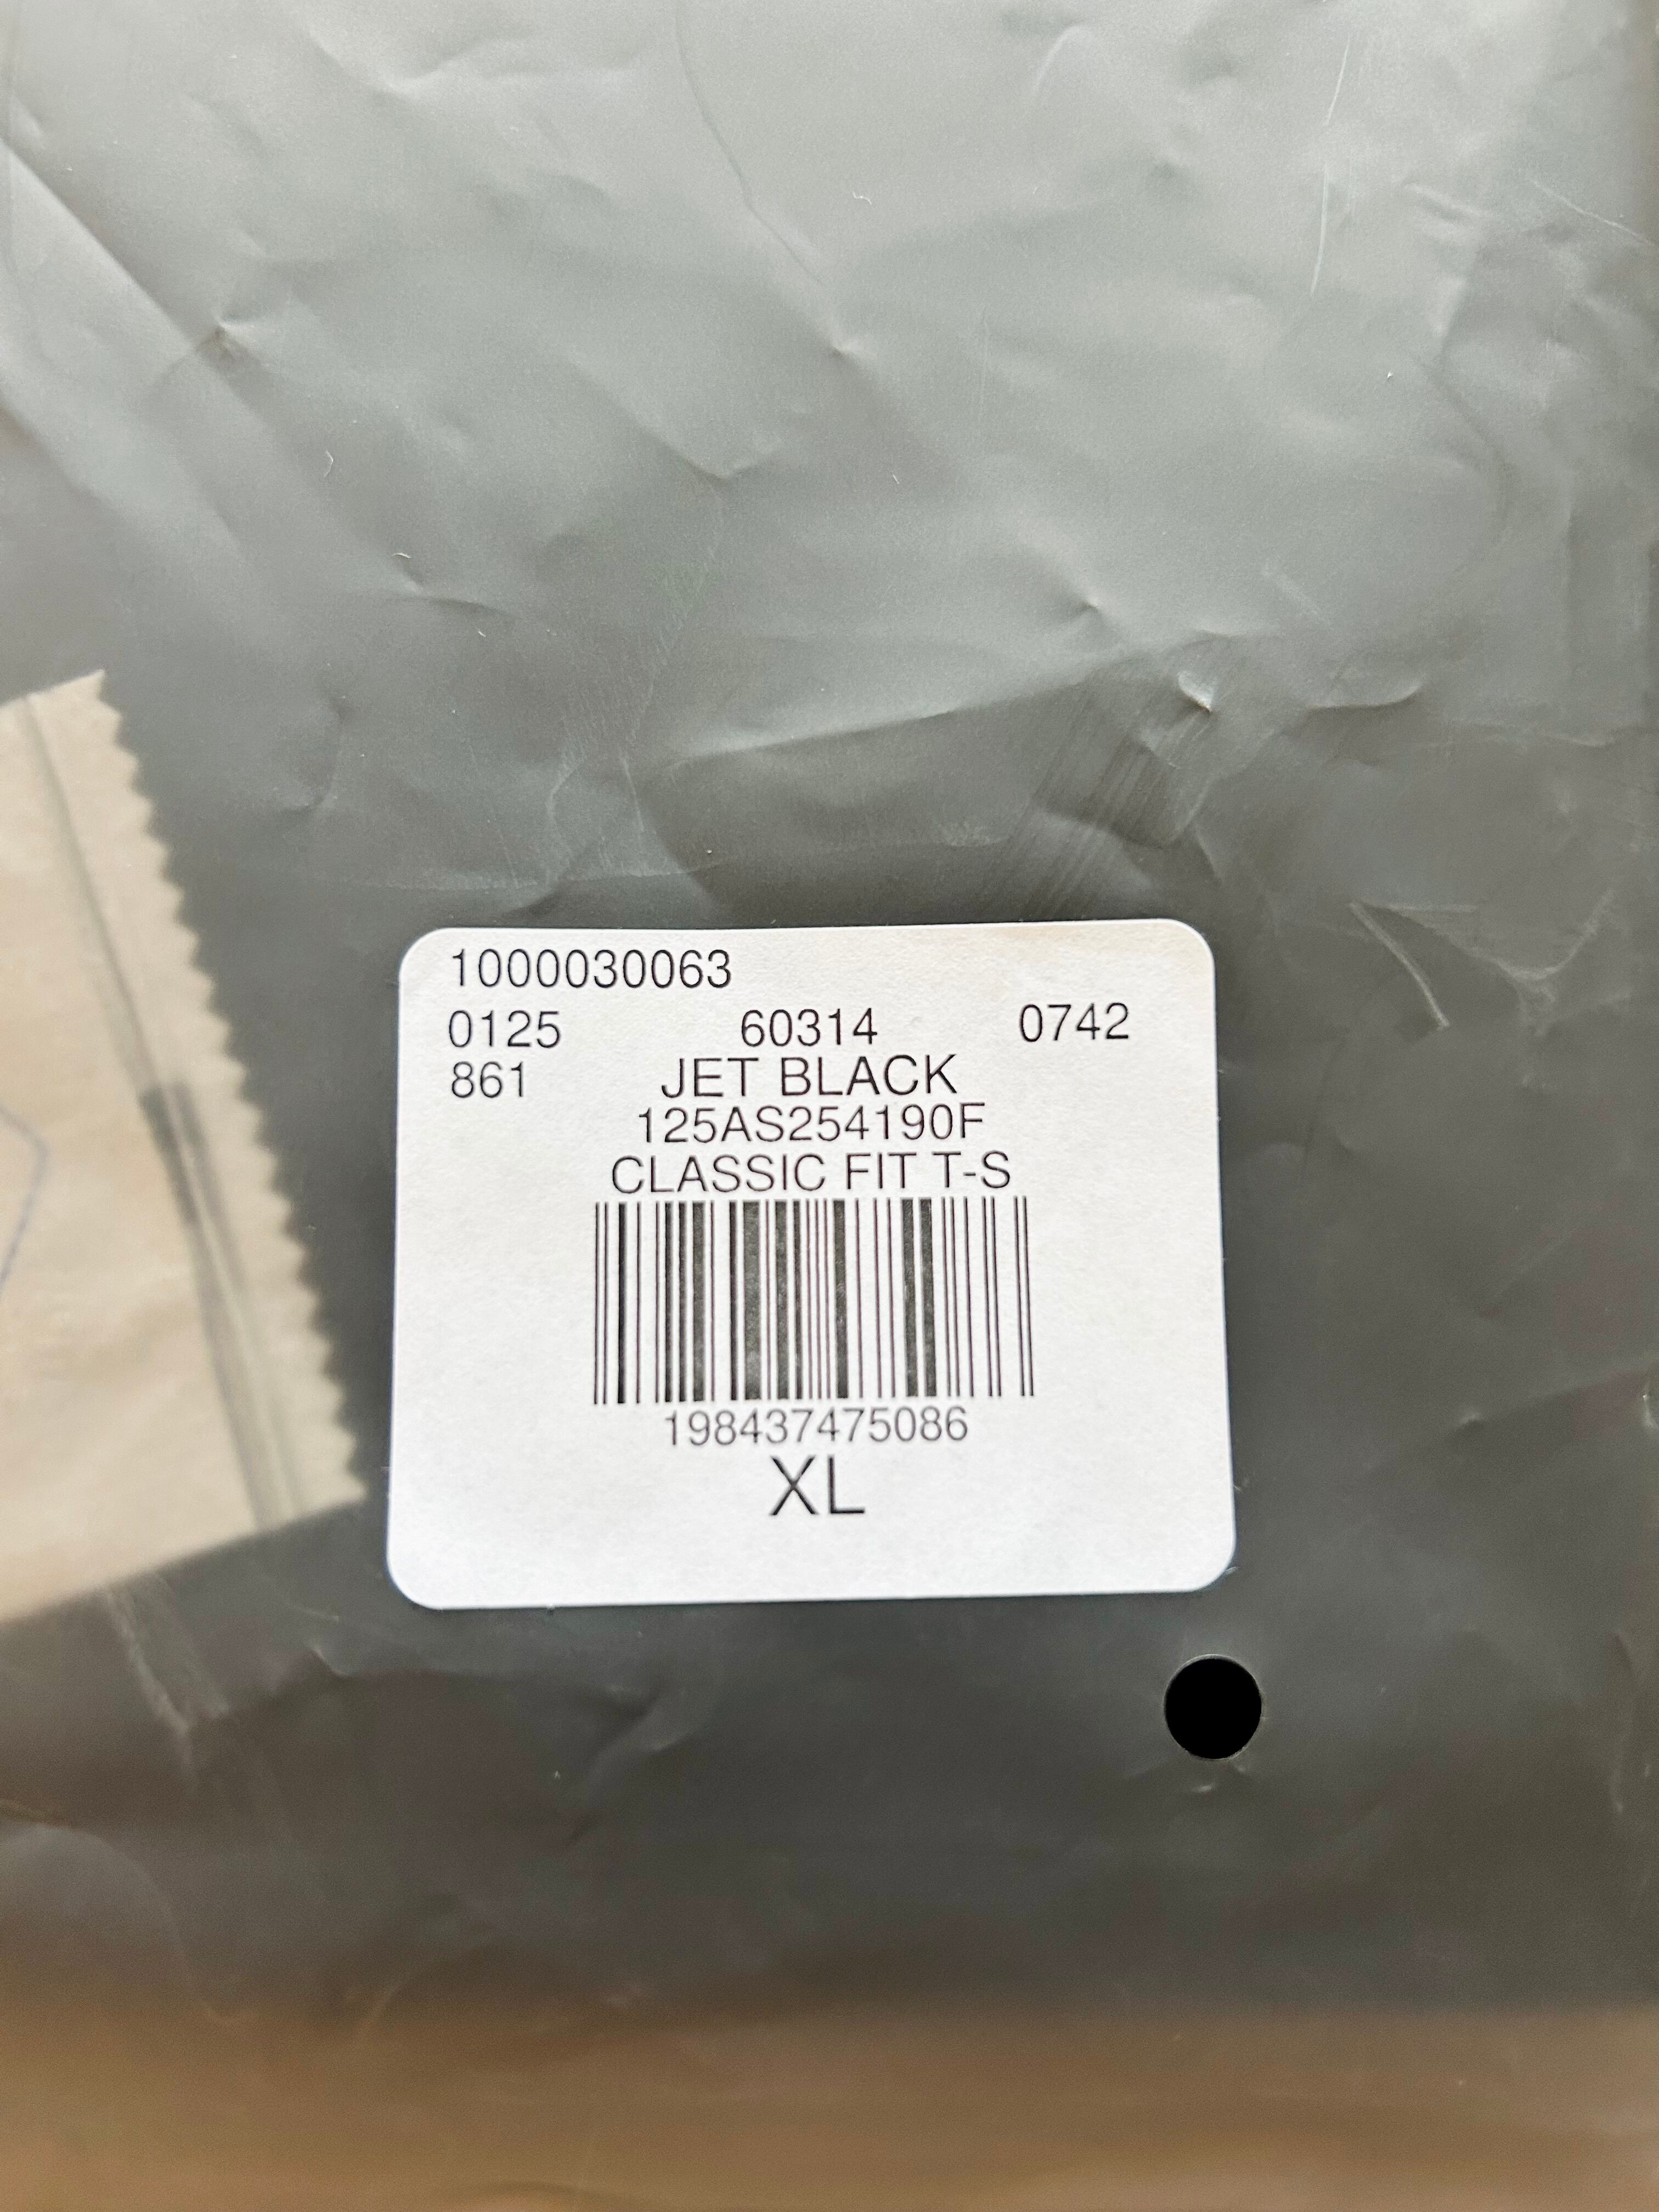 1000030063
0125 60314 0742
861 JET BLACK
125AS254190F
CLASSIC FIT T-S
198437475086
XL